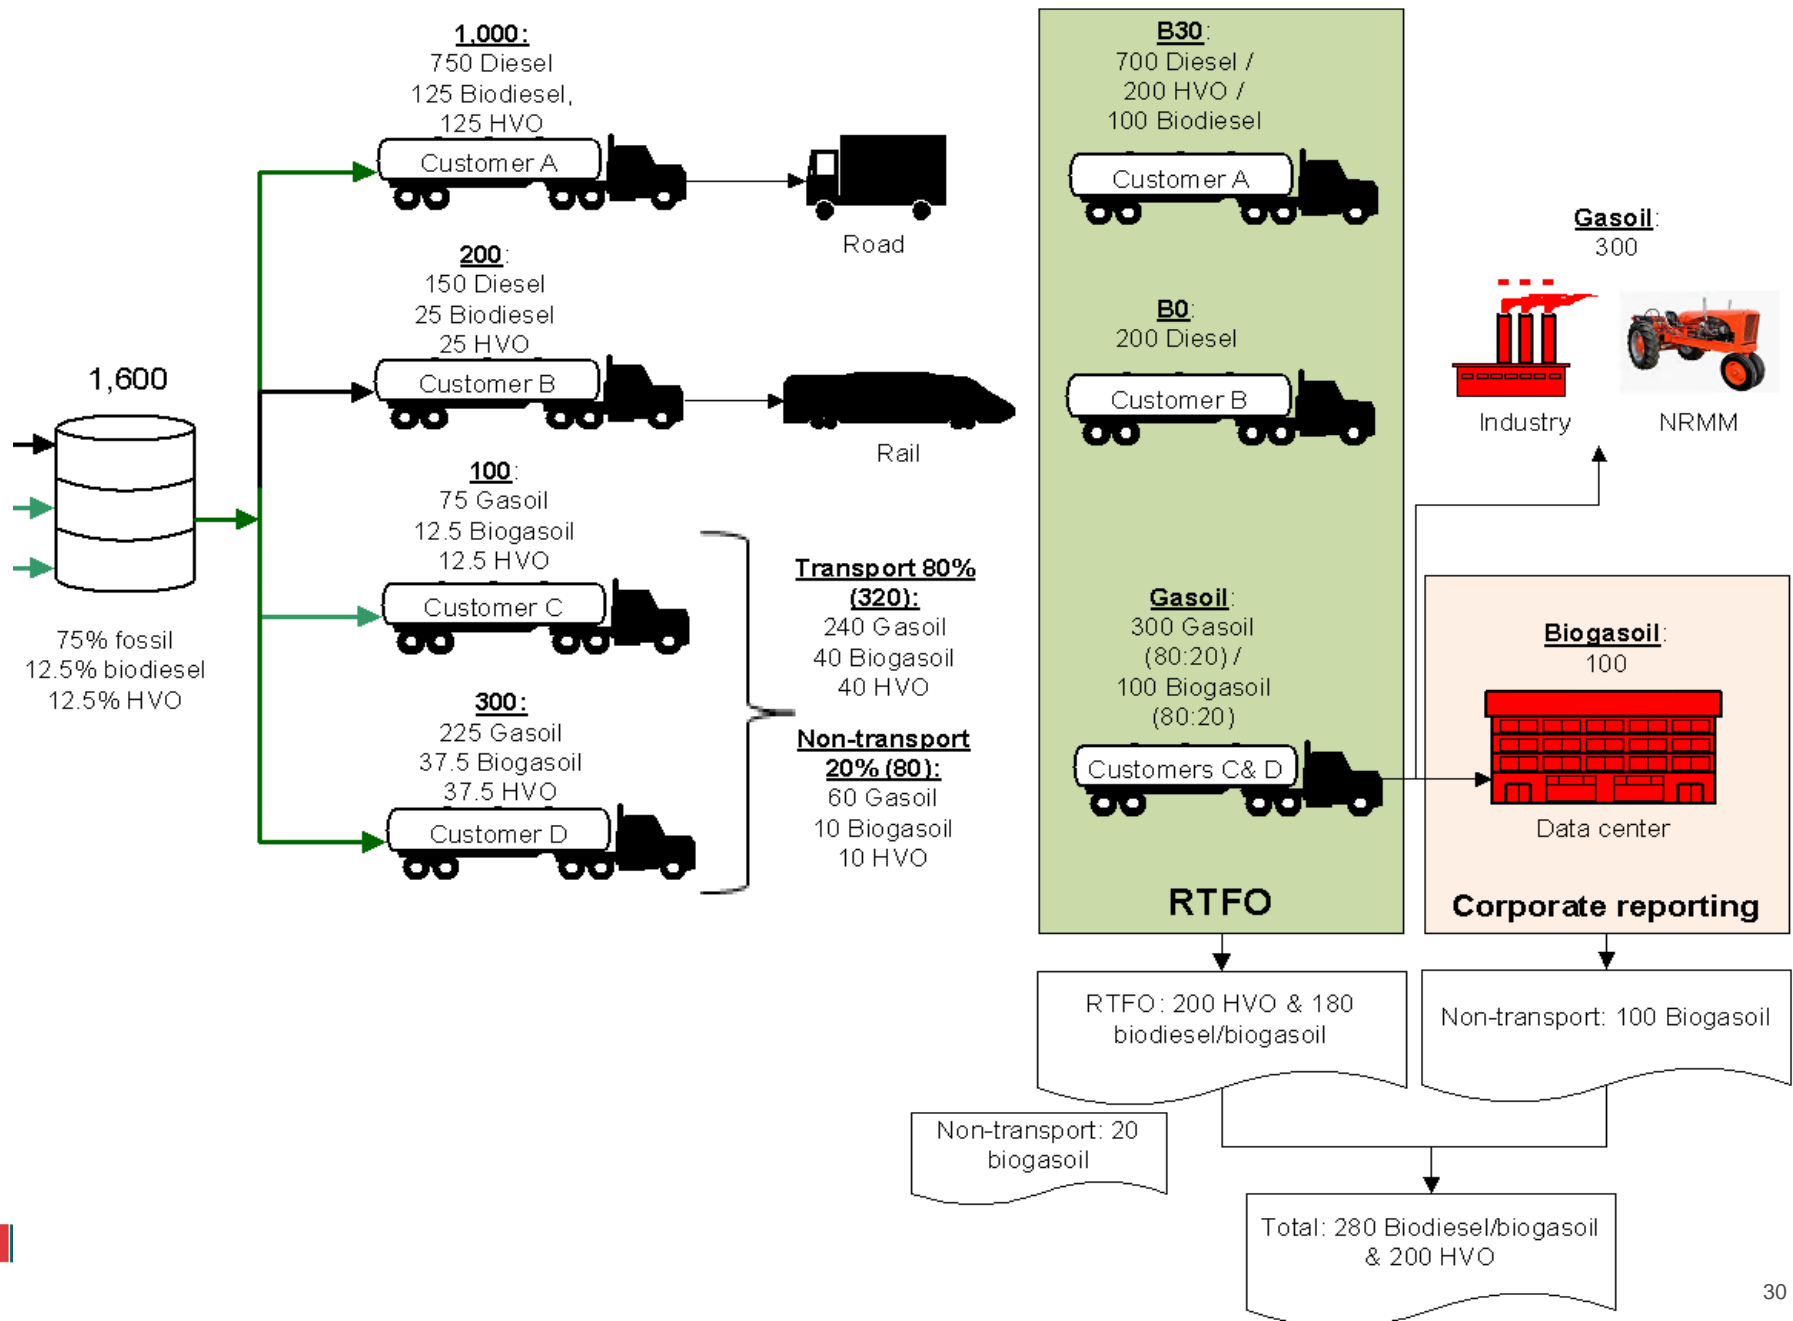 1,000:
750 Diesel
125 Biodiesel,
125 HVO
Customer A
Road
200:
150 Diesel
25 Biodiesel
25 HVO
Customer B
Rail
1,600
75% fossil
12.5% biodiesel
12.5% HVO
100:
75 Gasoil
12.5 Biogasoil
12.5 HVO
Customer C
300:
225 Gasoil
37.5 Biogasoil
37.5 HVO
Customer D
Transport 80%
(320):
240 Gasoil
40 Biogasoil
40 HVO
Non-transport
20% (80):
60 Gasoil
10 Biogasoil
10 HVO
B30:
700 Diesel /
200 HVO /
100 Biodiesel
Customer A
B0:
200 Diesel
Customer B
Gasoil:
300 Gasoil
(80:20) /
100 Biogasoil
(80:20)
Customers C& D
RTFO
Gasoil:
300
Industry
NRMM
Biogasoil:
100
Data center
Corporate reporting
RTFO: 200 HVO & 180
biodiesel/biogasoil
Non-transport: 100 Biogasoil
Non-transport: 20
biogasoil
Total: 280 Biodiesel/biogasoil
& 200 HVO
30